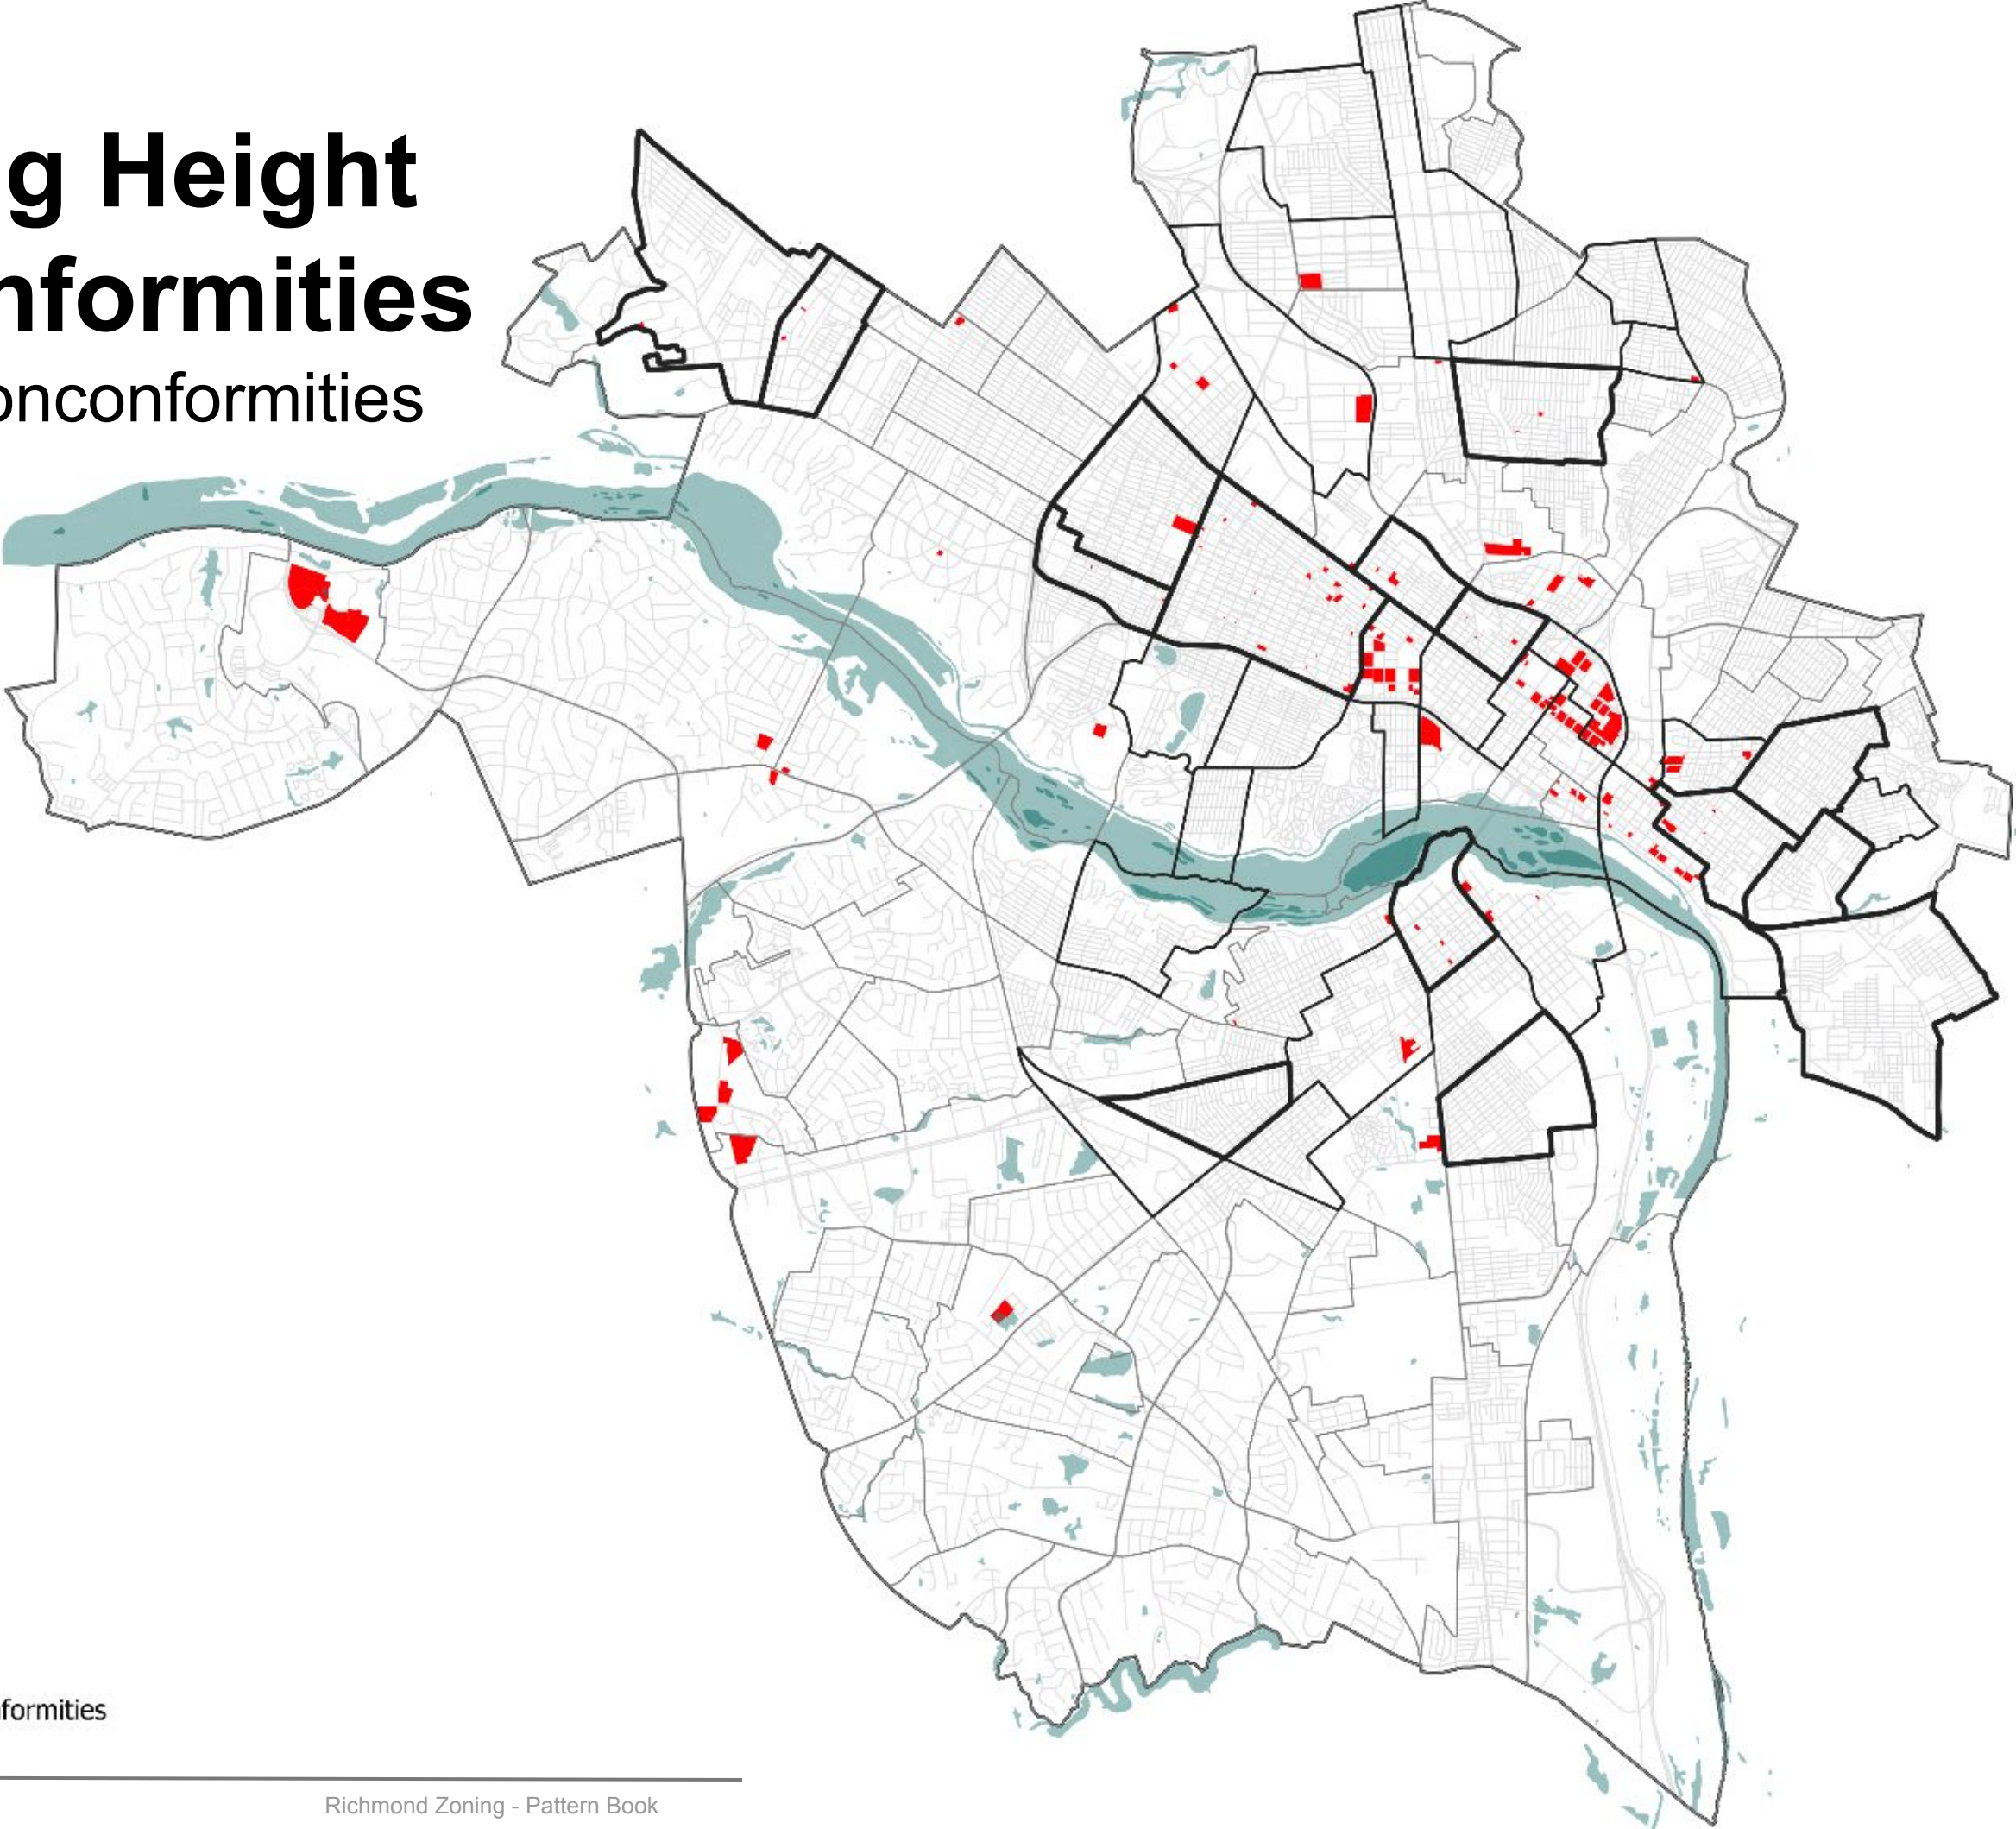 g Height
nformities
onconformities
formities
Richmond Zoning - Pattern Book